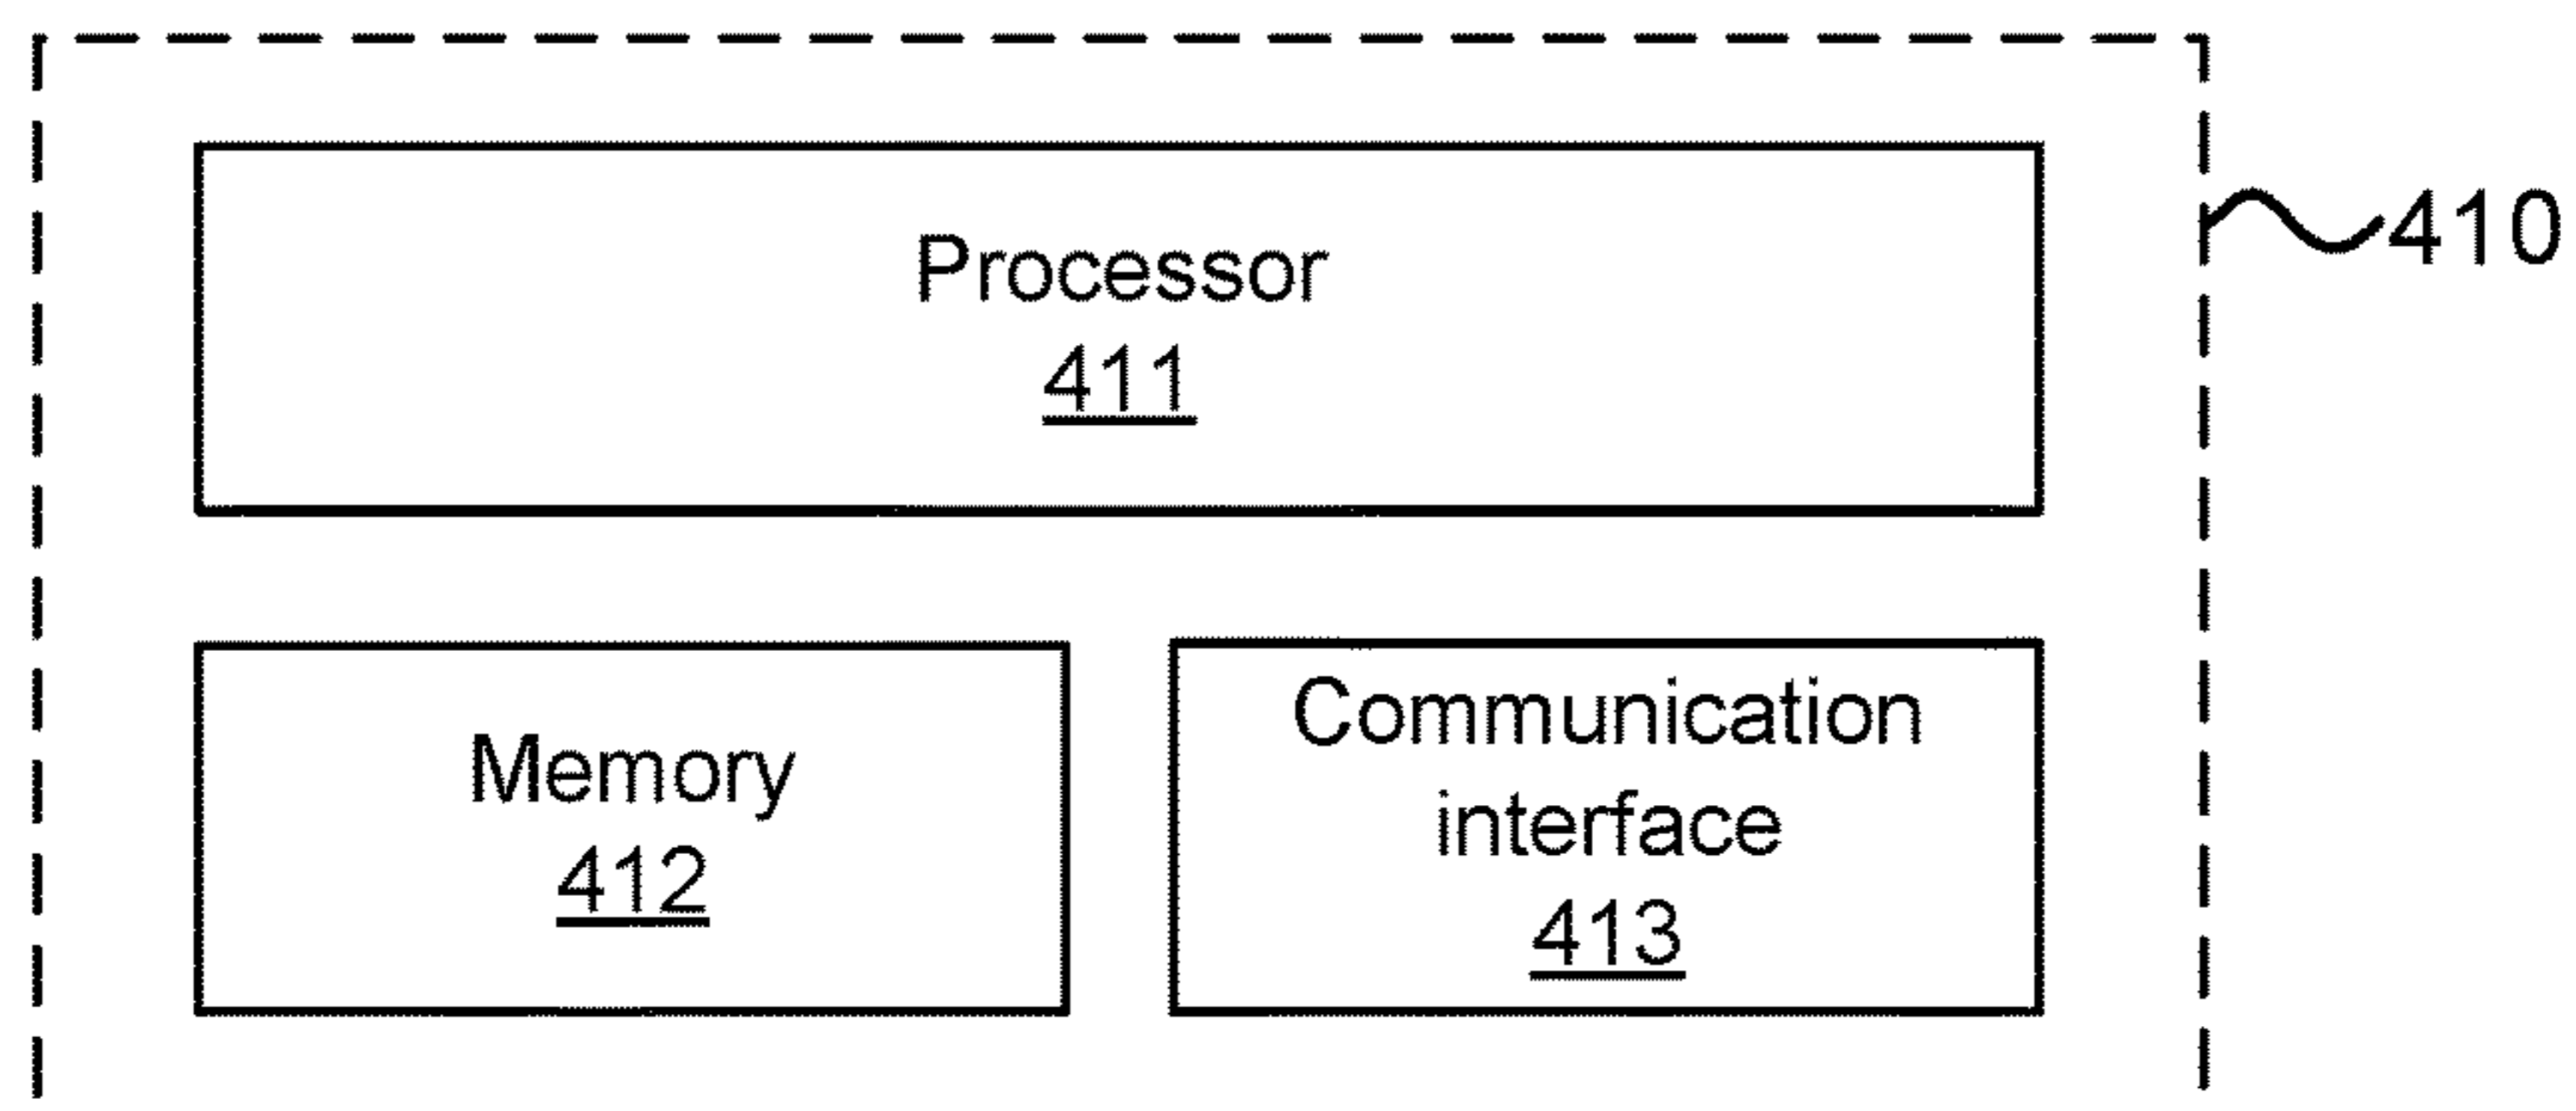 Processor
411
410
Memory
412
Communication
interface
413